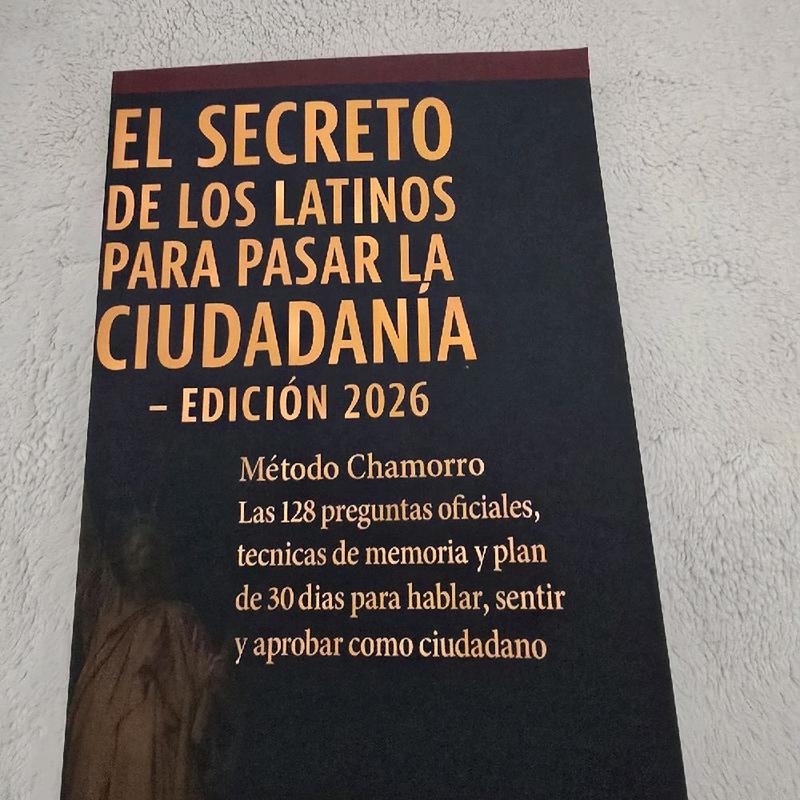 EL SECRETO
DE LOS LATINOS
PARA PASAR LA
CIUDADANÍA
– EDICIÓN 2026
Método Chamorro
Las 128 preguntas oficiales,
tecnicas de memoria y plan
de 30 dias para hablar, sentir
y aprobar como ciudadano